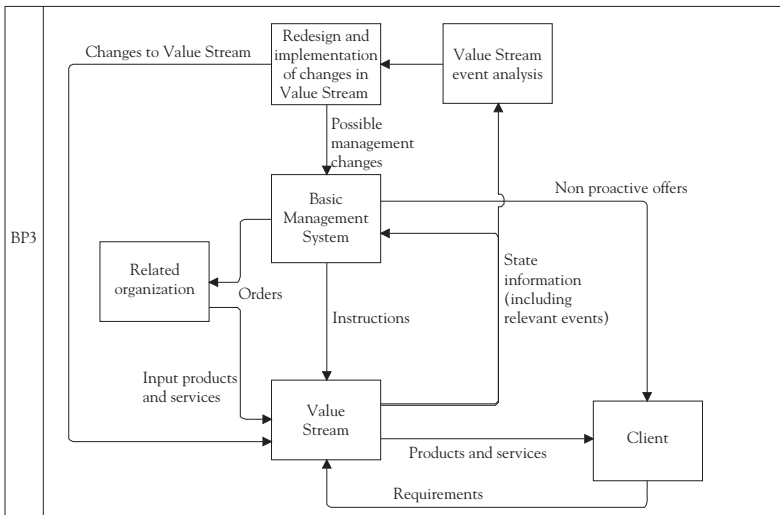 Changes to Value Stream
Redesign and
implementation
of changes in
Value Stream
Value Stream
event analysis
Possible
management
changes
Non proactive offers
Basic
Management
System
BP3
Related
organization
Orders
State
information
(including
relevant events)
Instructions
Input products
and services
Value
Stream
Client
Products and services
Requirements